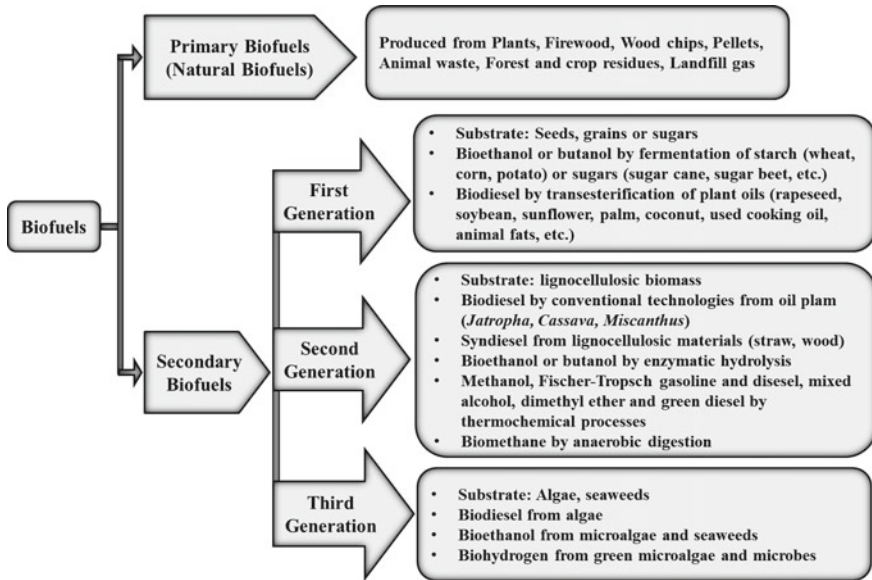 Primary Biofuels
(Natural Biofuels)
Produced from Plants, Firewood, Wood chips, Pellets,
Animal waste, Forest and crop residues, Landfill gas
Biofuels
Secondary
Biofuels
First
Generation
• Substrate: Seeds, grains or sugars
• Bioethanol or butanol by fermentation of starch (wheat,
corn, potato) or sugars (sugar cane, sugar beet, etc.)
• Biodiesel by transesterification of plant oils (rapeseed,
soybean, sunflower, palm, coconut, used cooking oil,
animal fats, etc.)
Second
Generation
• Substrate: lignocellulosic biomass
• Biodiesel by conventional technologies from oil plam
(Jatropha, Cassava, Miscanthus)
• Syndiesel from lignocellulosic materials (straw, wood)
• Bioethanol or butanol by enzymatic hydrolysis
• Methanol, Fischer-Tropsch gasoline and disesel, mixed
alcohol, dimethyl ether and green diesel by
thermochemical processes
• Biomethane by anaerobic digestion
Third
Generation
• Substrate: Algae, seaweeds
• Biodiesel from algae
• Bioethanol from microalgae and seaweeds
• Biohydrogen from green microalgae and microbes